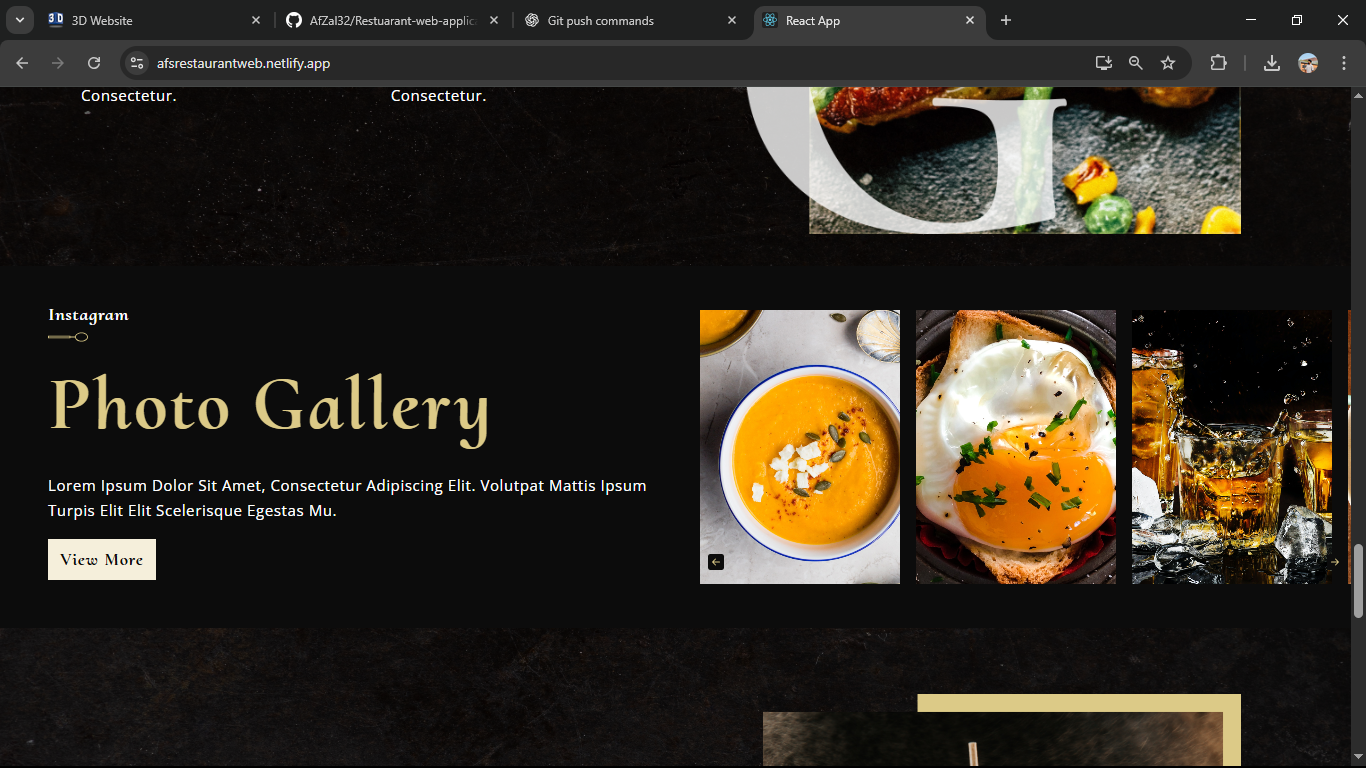 3D Website
AfZal32/Restuarant-web-applica
Git push commands
React App
afsrestaurantweb.netlify.app
Consectetur.
Consectetur.
G
Instagram
Photo Gallery
Lorem Ipsum Dolor Sit Amet, Consectetur Adipiscing Elit. Volutpat Mattis Ipsum
Turpis Elit Elit Scelerisque Egestas Mu.
View More